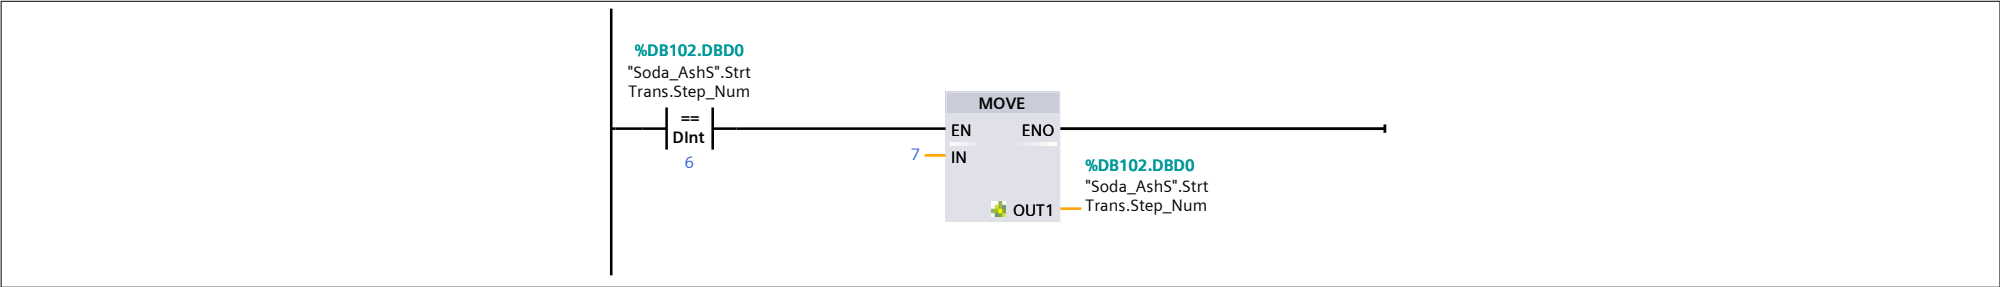 %DB102.DBD0
"Soda_AshS".Strt
Trans.Step_Num
==
DInt
6
MOVE
EN ENO
7 IN
%DB102.DBD0
"Soda_AshS".Strt
OUT1 Trans.Step_Num